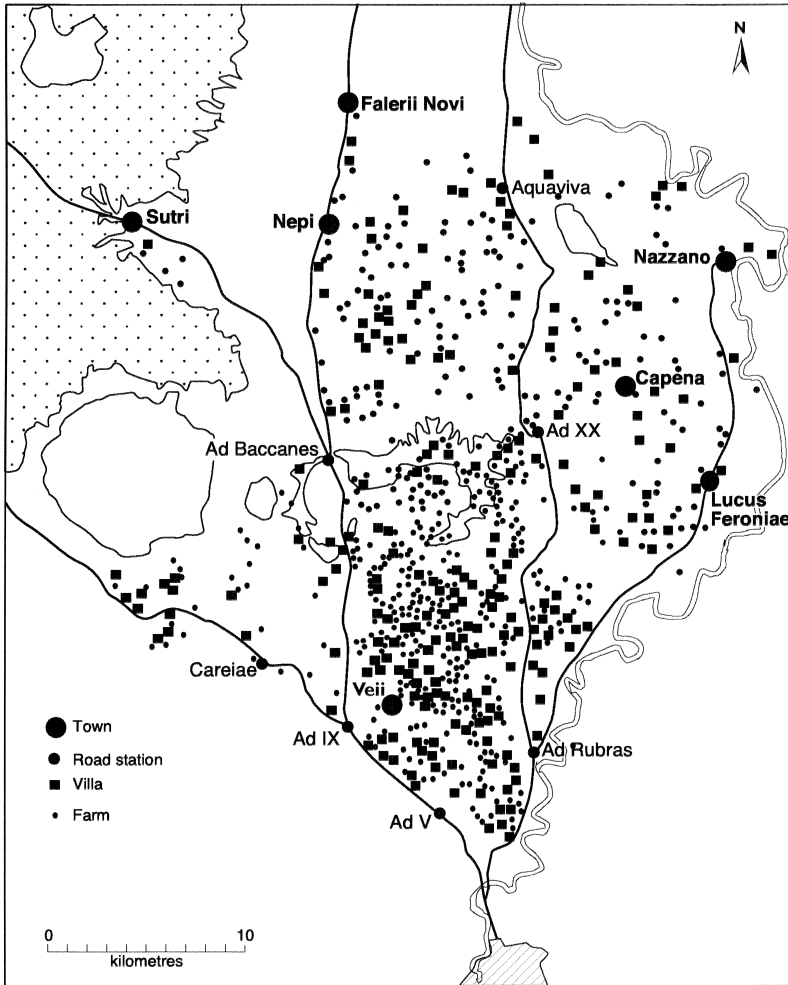 N
Falerii Novi
Aquaviva
Sutri
Nepi
Nazzano
Capena
Ad XX
Ad Baccanes
Lucus
Feroniae
Careiae
Veii
Ad IX
Ad Rubras
Ad V
Town
Road station
Villa
Farm
0 10
kilometres